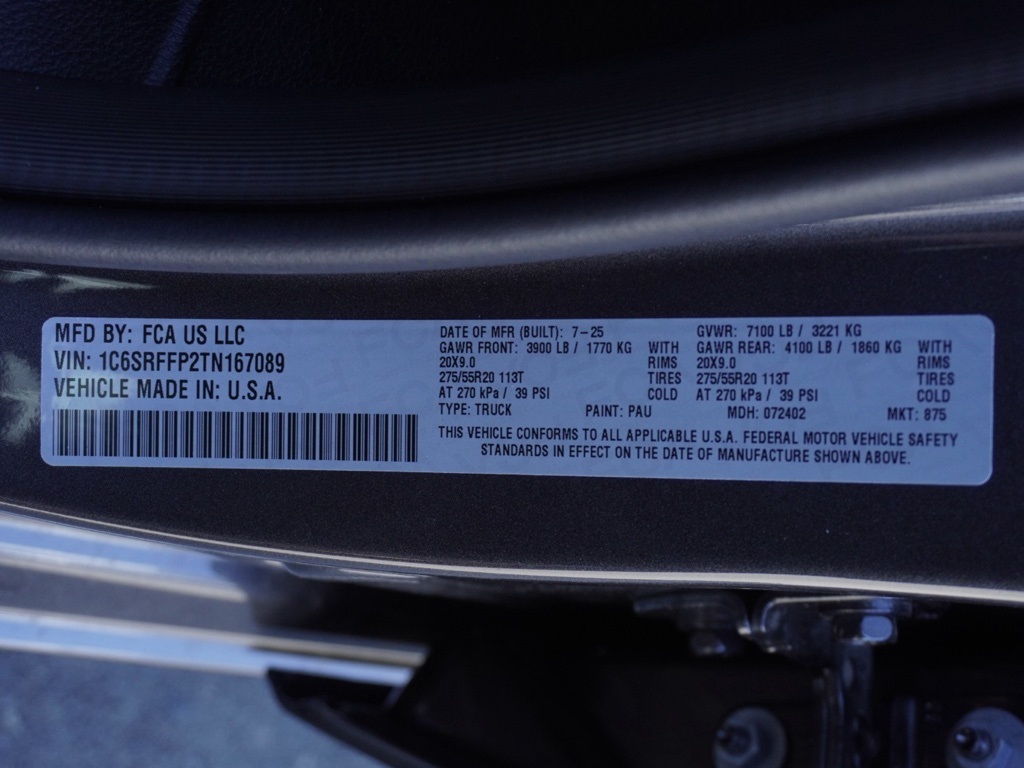 MFD BY: FCA US LLC
VIN: 1C6SRFFP2TN167089
VEHICLE MADE IN: U.S.A.
DATE OF MFR (BUILT): 7-25 GVWR: 7100 LB / 3221 KG
GAWR FRONT: 3900 LB / 1770 KG WITH GAWR REAR: 4100 LB / 1860 KG WITH
20X9.0 RIMS 20X9.0 RIMS
275/55R20 113T TIRES 275/55R20 113T TIRES
AT 270 kPa / 39 PSI COLD AT 270 kPa / 39 PSI COLD
TYPE: TRUCK PAINT: PAU MDH: 072402 MKT: 875
THIS VEHICLE CONFORMS TO ALL APPLICABLE U.S.A. FEDERAL MOTOR VEHICLE SAFETY
STANDARDS IN EFFECT ON THE DATE OF MANUFACTURE SHOWN ABOVE.